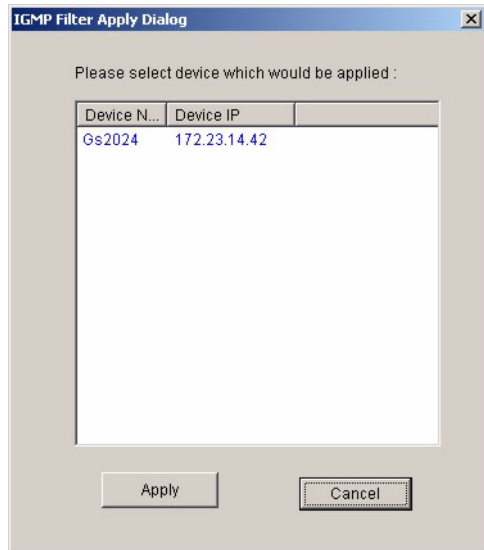 IGMP Filter Apply Dialog
Please select device which would be applied :
Device N... Device IP
Gs2024 172.23.14.42
Apply Cancel